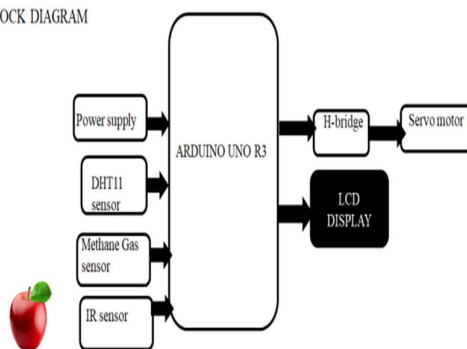 OCK DIAGRAM
Power supply
DHT11
sensor
Methane Gas
sensor
IR sensor
ARDUINO UNO R3
H-bridge
Servo motor
LCD
DISPLAY